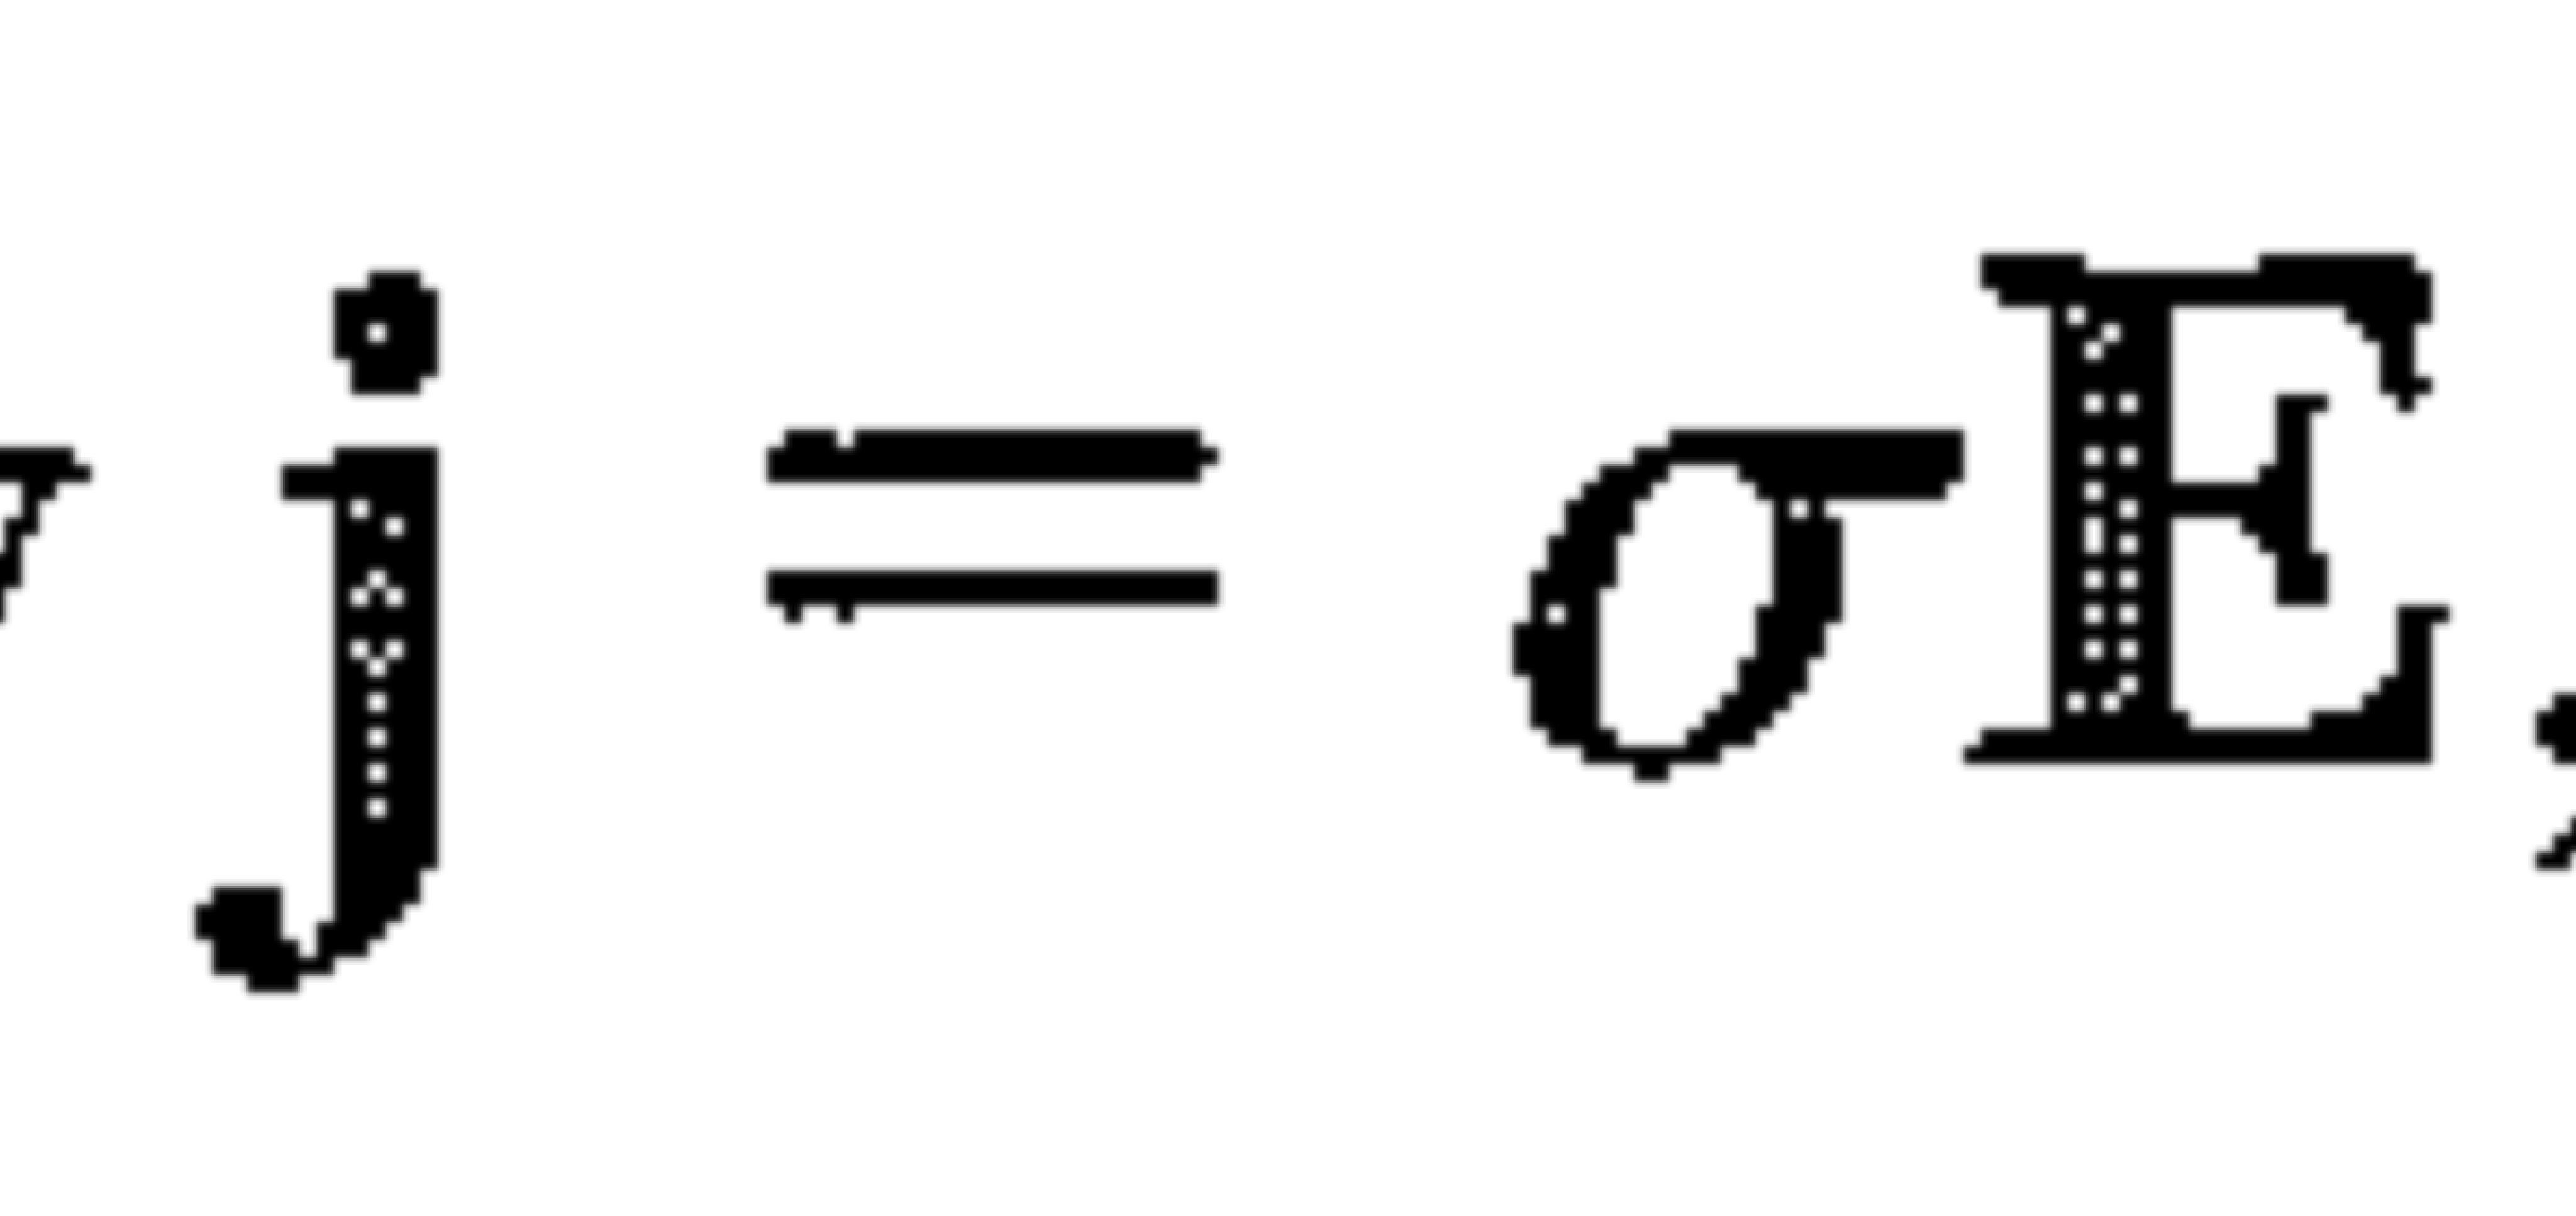 j = σE,